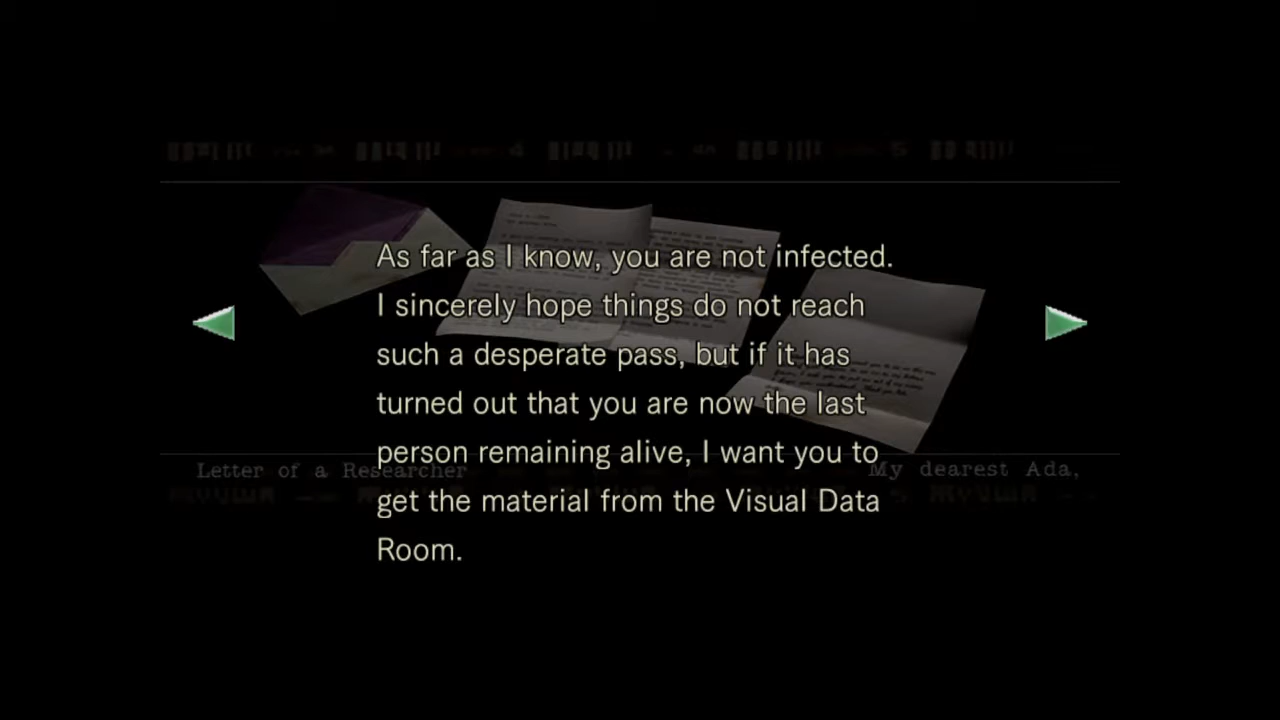 As far as I know, you are not infected.
I sincerely hope things do not reach
such a desperate pass, but if it has
turned out that you are now the last
person remaining alive, I want you to
get the material from the Visual Data
Room.
Letter of a Researcher
My dearest Ada,